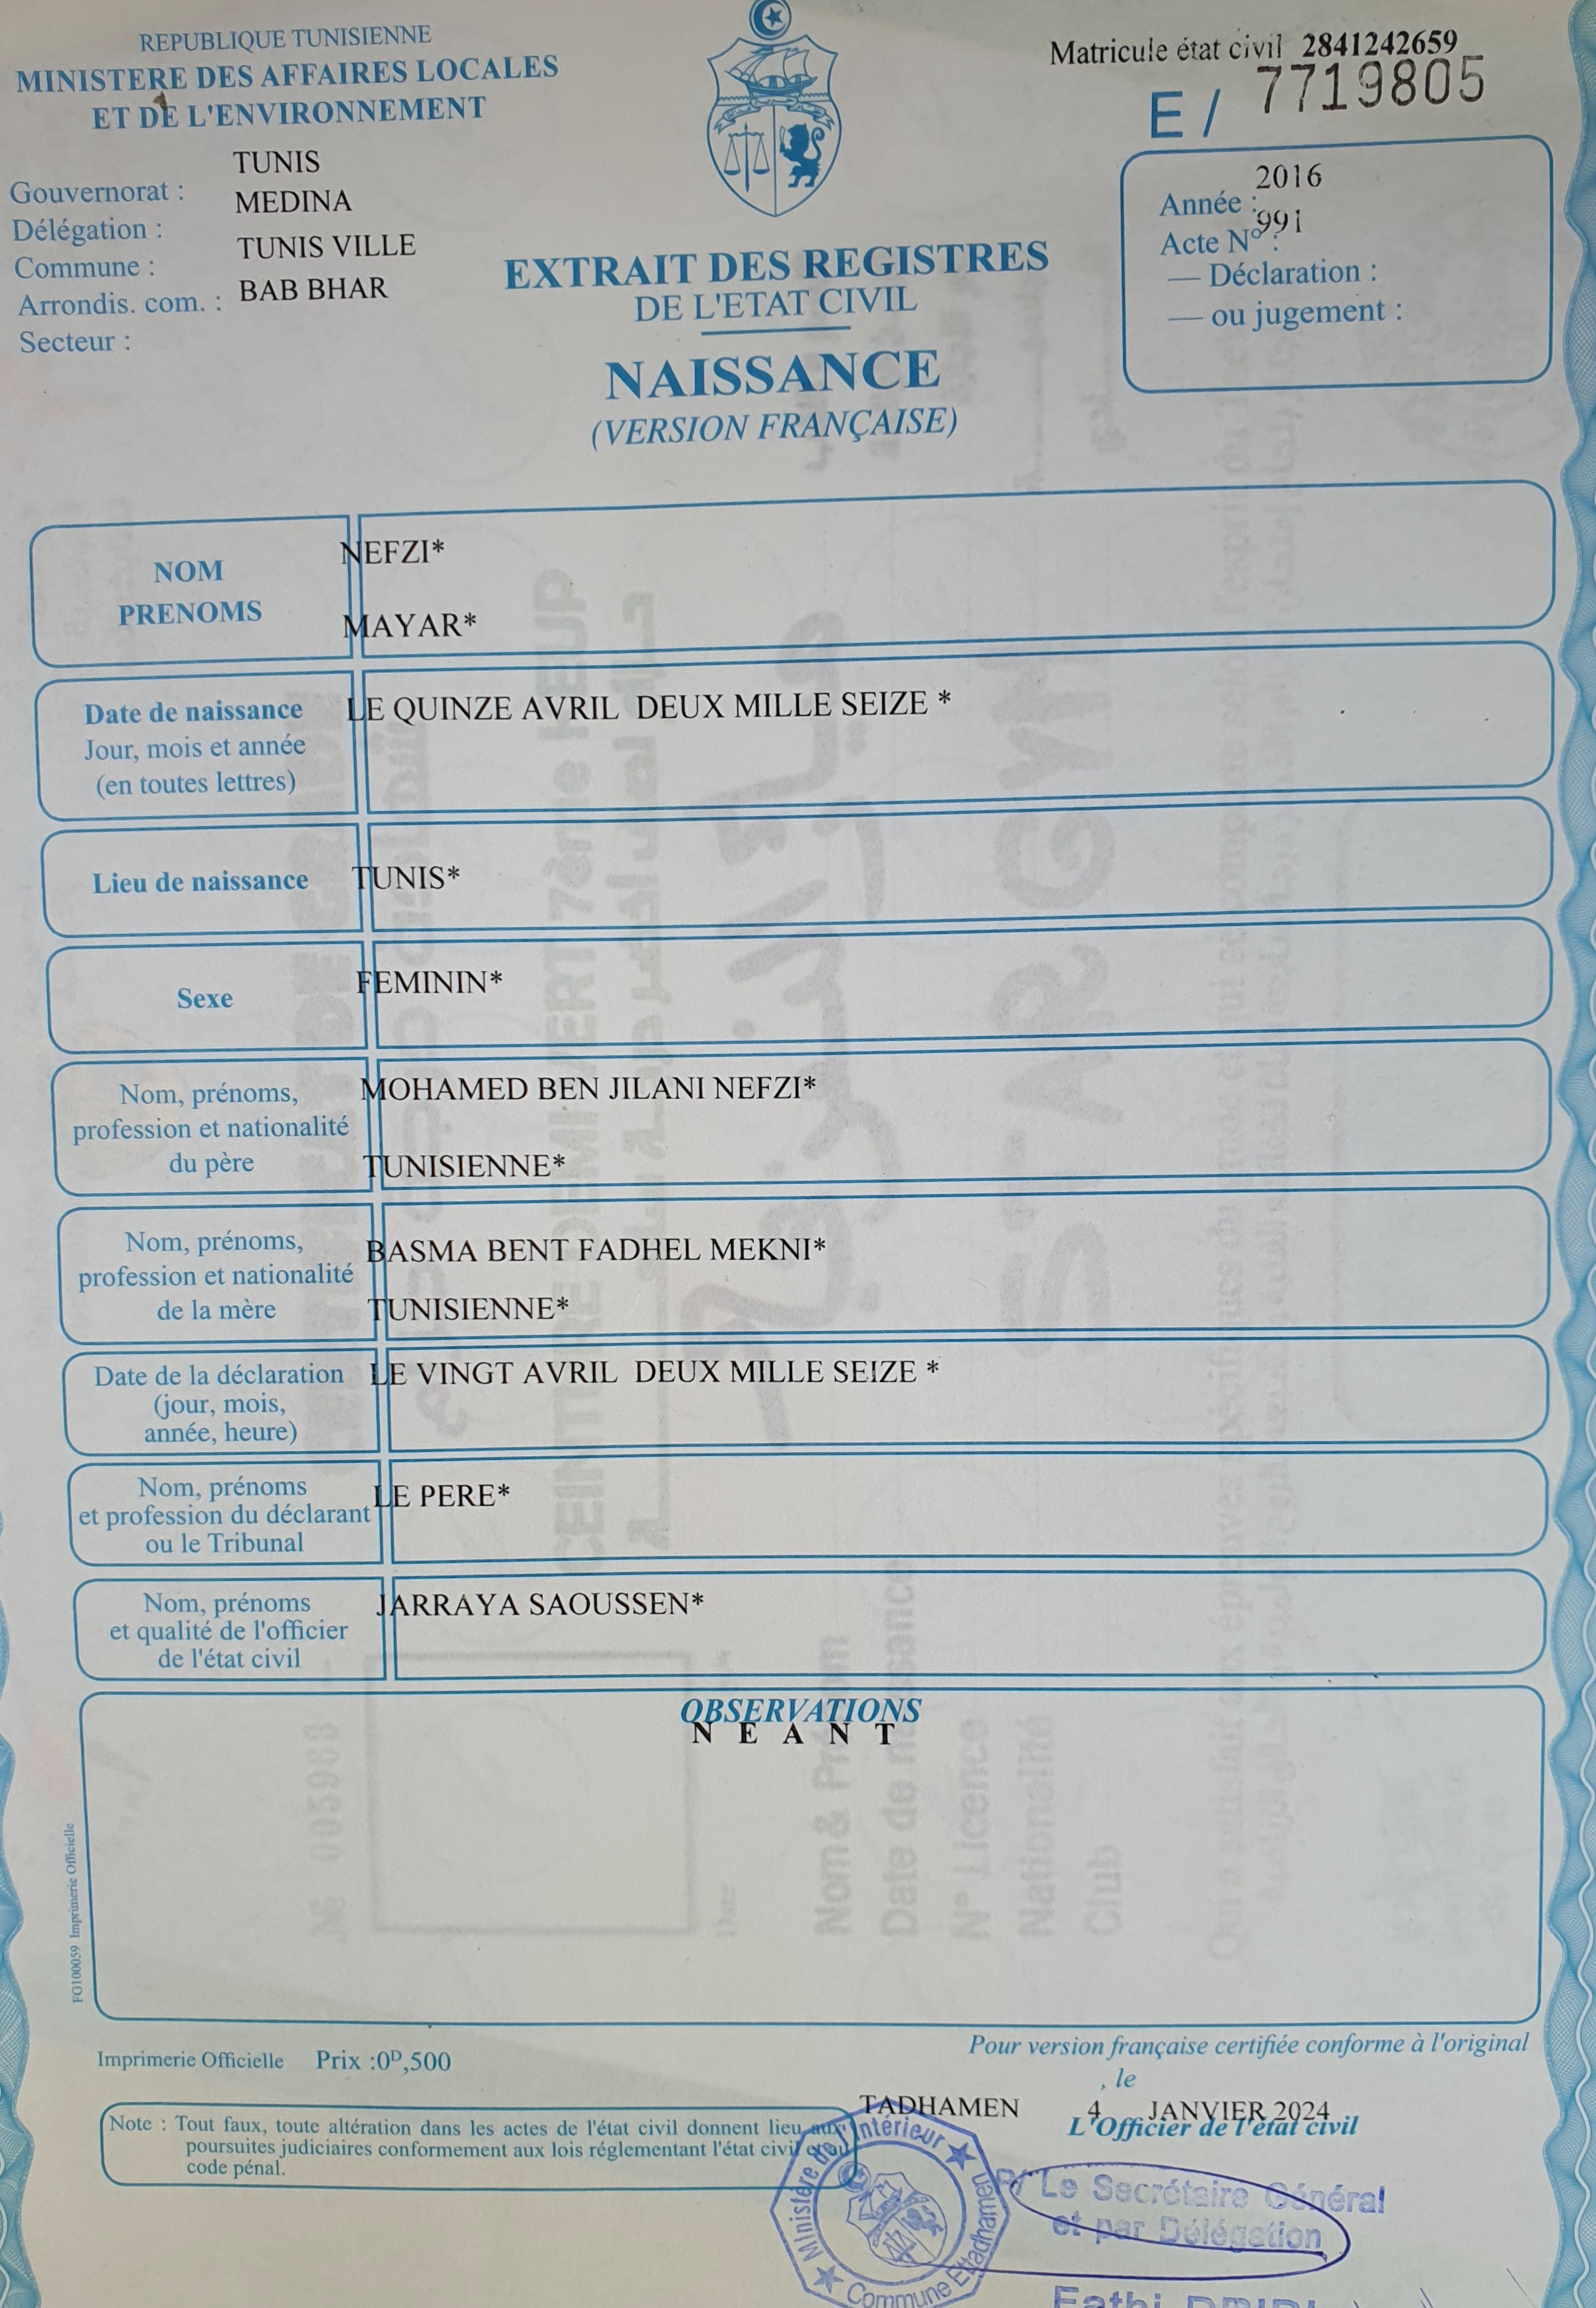 REPUBLIQUE TUNISIENNE
MINISTERE DES AFFAIRES LOCALES
ET DE L'ENVIRONNEMENT
Gouvernorat : TUNIS
Délégation : MEDINA
Commune : TUNIS VILLE
Arrondis. com. : BAB BHAR
Secteur :
Matricule état civil 2841242659
E / 7719805
Année : 2016
Acte N° : 991
— Déclaration :
— ou jugement :
EXTRAIT DES REGISTRES
DE L'ETAT CIVIL
NAISSANCE
(VERSION FRANÇAISE)
NOM
PRENOMS
NEFZI*
MAYAR*
Date de naissance
Jour, mois et année
(en toutes lettres)
LE QUINZE AVRIL DEUX MILLE SEIZE *
Lieu de naissance
TUNIS*
Sexe
FEMININ*
Nom, prénoms,
profession et nationalité
du père
MOHAMED BEN JILANI NEFZI*
TUNISIENNE*
Nom, prénoms,
profession et nationalité
de la mère
BASMA BENT FADHEL MEKNI*
TUNISIENNE*
Date de la déclaration
(jour, mois,
année, heure)
LE VINGT AVRIL DEUX MILLE SEIZE *
Nom, prénoms
et profession du déclarant
ou le Tribunal
LE PERE*
Nom, prénoms
et qualité de l'officier
de l'état civil
JARRAYA SAOUSSEN*
OBSERVATIONS
N E A N T
FG100059 Imprimerie Officielle
Imprimerie Officielle Prix :0D,500
Pour version française certifiée conforme à l'original
, le
TADHAMEN 4 JANVIER 2024
L'Officier de l'état civil
Note : Tout faux, toute altération dans les actes de l'état civil donnent lieu aux
poursuites judiciaires conformement aux lois réglementant l'état civil et au
code pénal.
Ministère de l'intérieur
Commune Ettadhamen
P/ Le Secrétaire Général
et par Délégation
Fathi